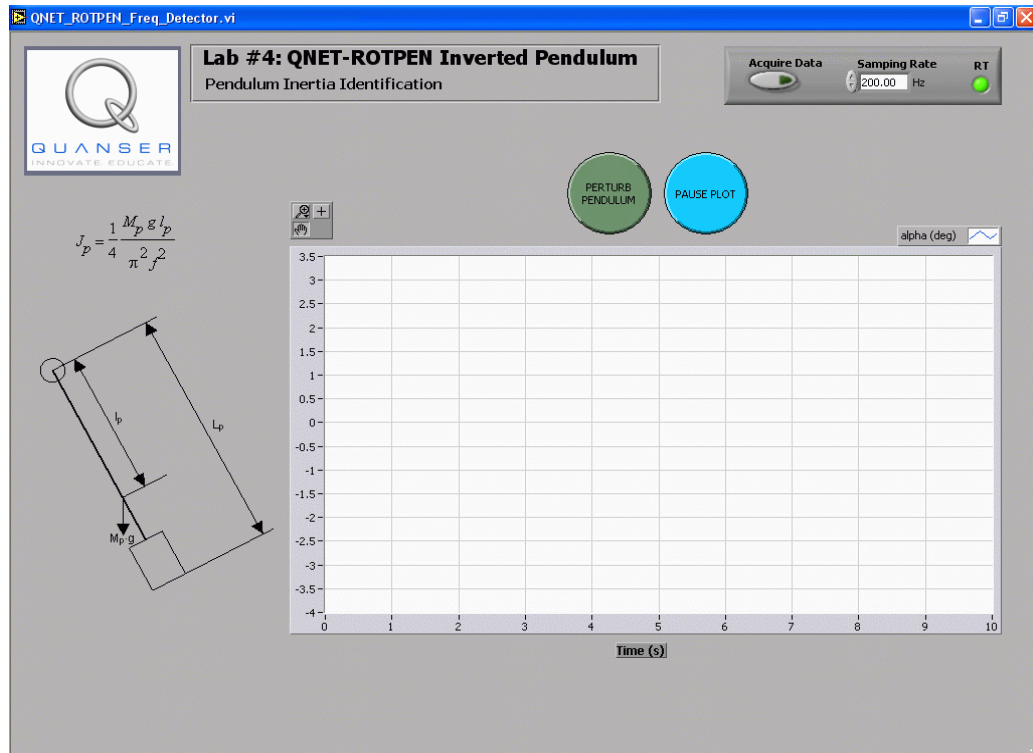 QNET_ROTPEN_Freq_Detector.vi
QUANSER
INNOVATE. EDUCATE.
Lab #4: QNET-ROTPEN Inverted Pendulum
Pendulum Inertia Identification
Acquire Data
Samping Rate
200.00 Hz
RT
PERTURB
PENDULUM
PAUSE PLOT
J_p = 1/4 M_p g l_p / π^2 f^2
alpha (deg)
3.5
3
2.5
2
1.5
1
0.5
0
-0.5
-1
-1.5
-2
-2.5
-3
-3.5
-4
0 1 2 3 4 5 6 7 8 9 10
Time (s)
lp
Lp
Mp·g